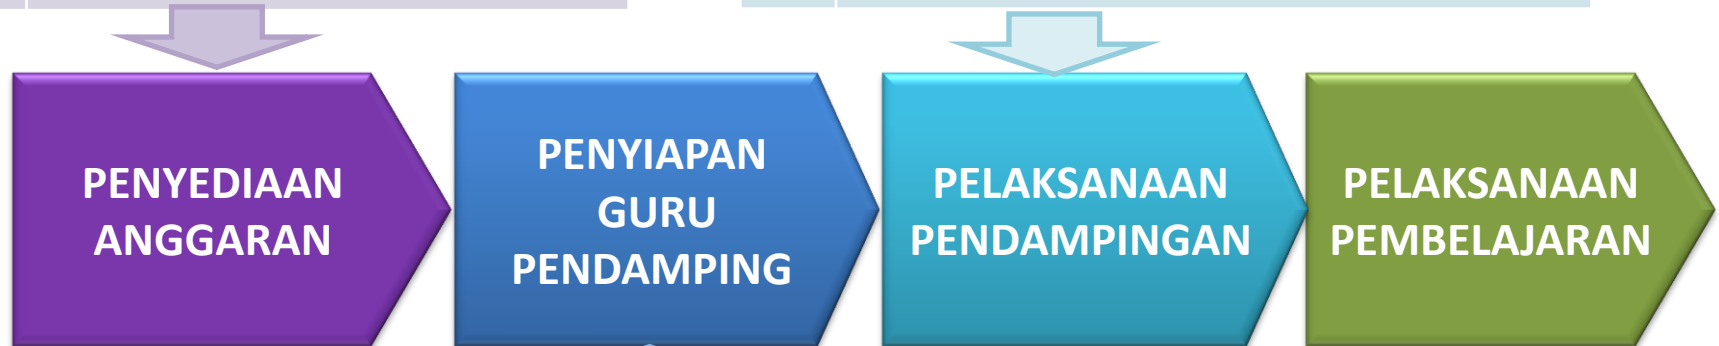 PENYEDIAAN
ANGGARAN
PENYIAPAN
GURU
PENDAMPING
PELAKSANAAN
PENDAMPINGAN
PELAKSANAAN
PEMBELAJARAN